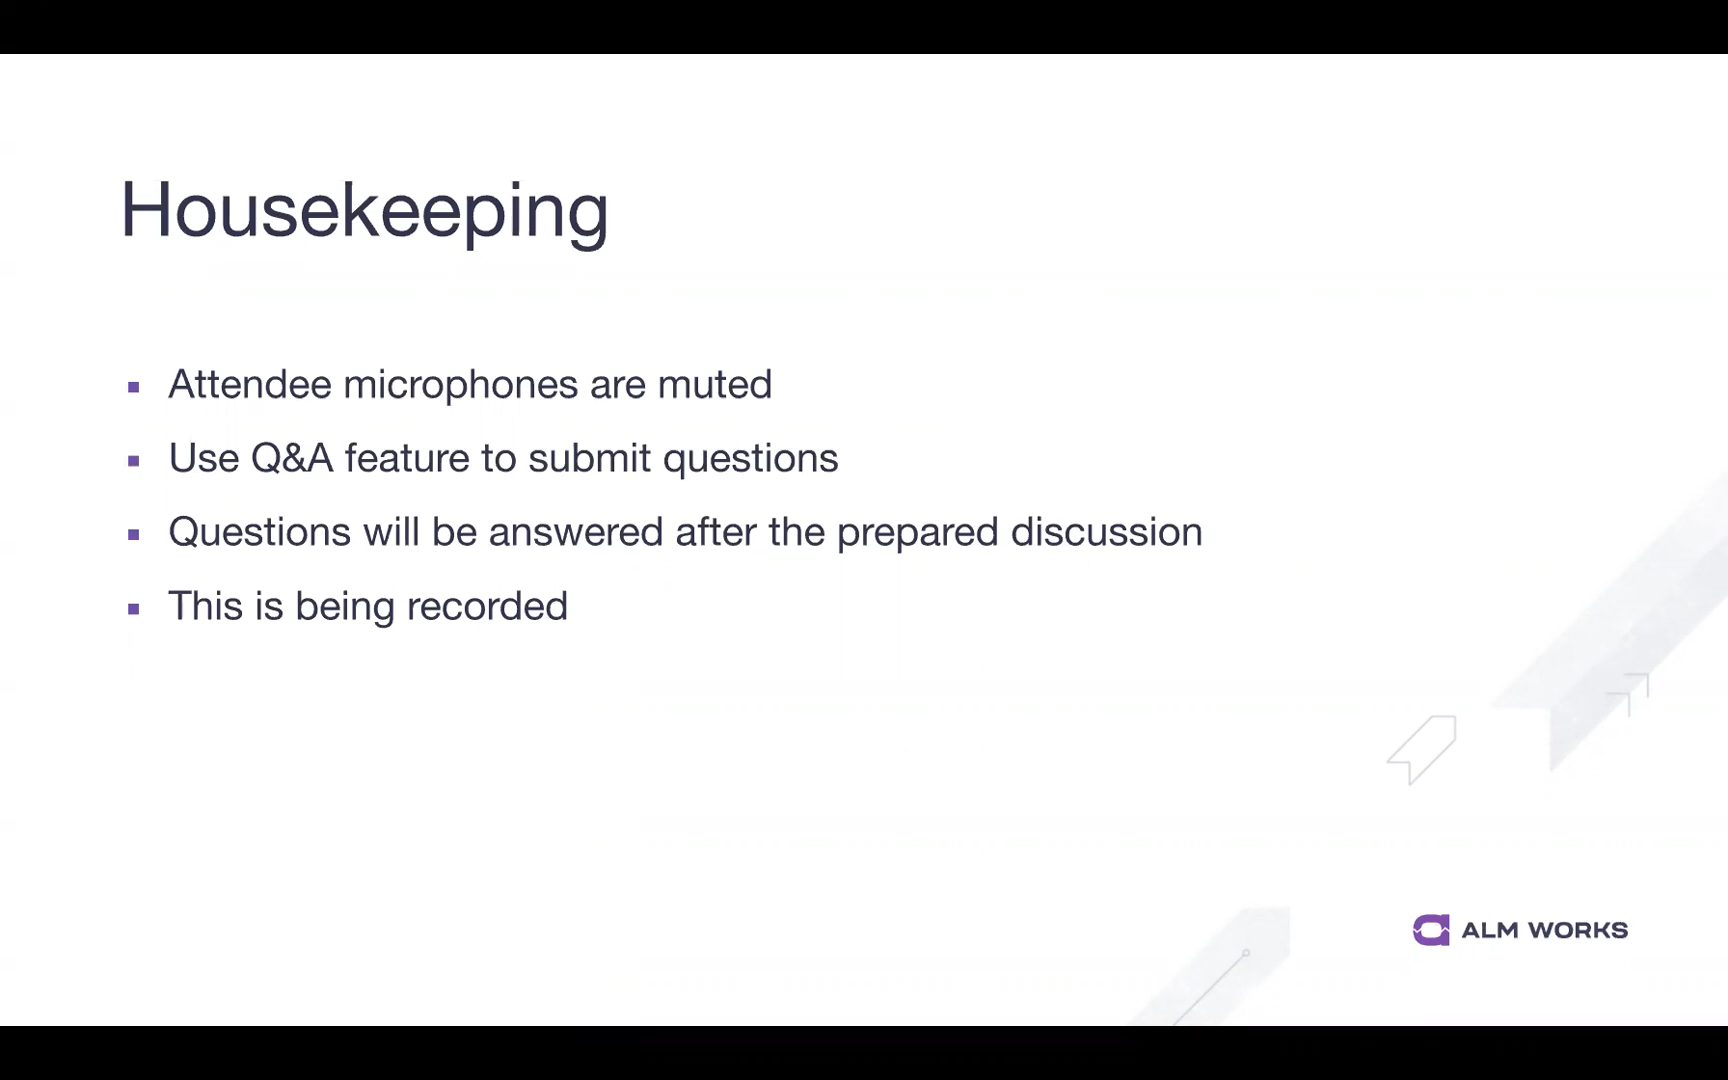 Housekeeping
Attendee microphones are muted
Use Q&A feature to submit questions
Questions will be answered after the prepared discussion
This is being recorded
ALM WORKS